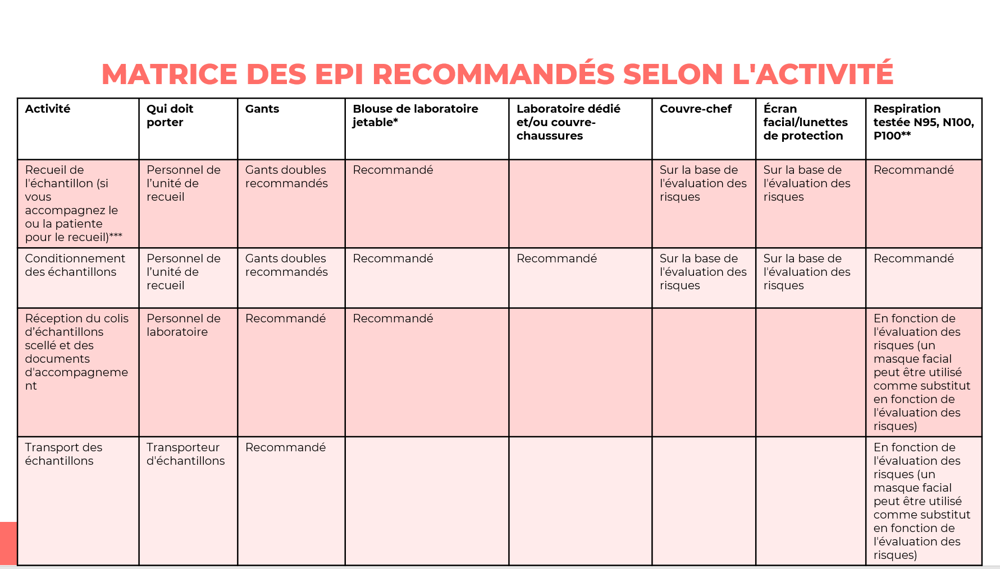 MATRICE DES EPI RECOMMANDÉS SELON L'ACTIVITÉ
Activité
Qui doit
porter
Gants
Blouse de laboratoire
jetable*
Laboratoire dédié
et/ou couvre-
chaussures
Couvre-chef
Écran
facial/lunettes
de protection
Respiration
testée N95, N100,
P100**
Recueil de
l'échantillon (si
vous
accompagnez le
ou la patiente
pour le recueil)***
Personnel de
l’unité de
recueil
Gants doubles
recommandés
Recommandé
Sur la base de
l'évaluation des
risques
Sur la base de
l'évaluation des
risques
Recommandé
Conditionnement
des échantillons
Personnel de
l’unité de
recueil
Gants doubles
recommandés
Recommandé
Recommandé
Sur la base de
l'évaluation des
risques
Sur la base de
l'évaluation des
risques
Recommandé
Réception du colis
d’échantillons
scellé et des
documents
d'accompagneme
nt
Personnel de
laboratoire
Recommandé
Recommandé
En fonction de
l'évaluation des
risques (un
masque facial
peut être utilisé
comme substitut
en fonction de
l'évaluation des
risques)
Transport des
échantillons
Transporteur
d'échantillons
Recommandé
En fonction de
l'évaluation des
risques (un
masque facial
peut être utilisé
comme substitut
en fonction de
l'évaluation des
risques)